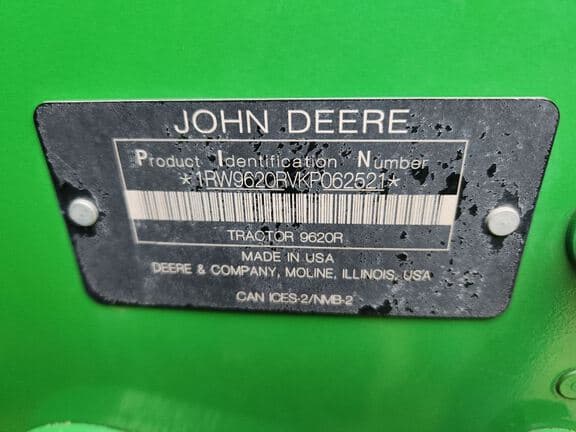 JOHN DEERE
Product Identification Number
*1RW9620RVKP062521*
TRACTOR 9620R
MADE IN USA
DEERE & COMPANY, MOLINE, ILLINOIS, USA
CAN ICES-2/NMB-2